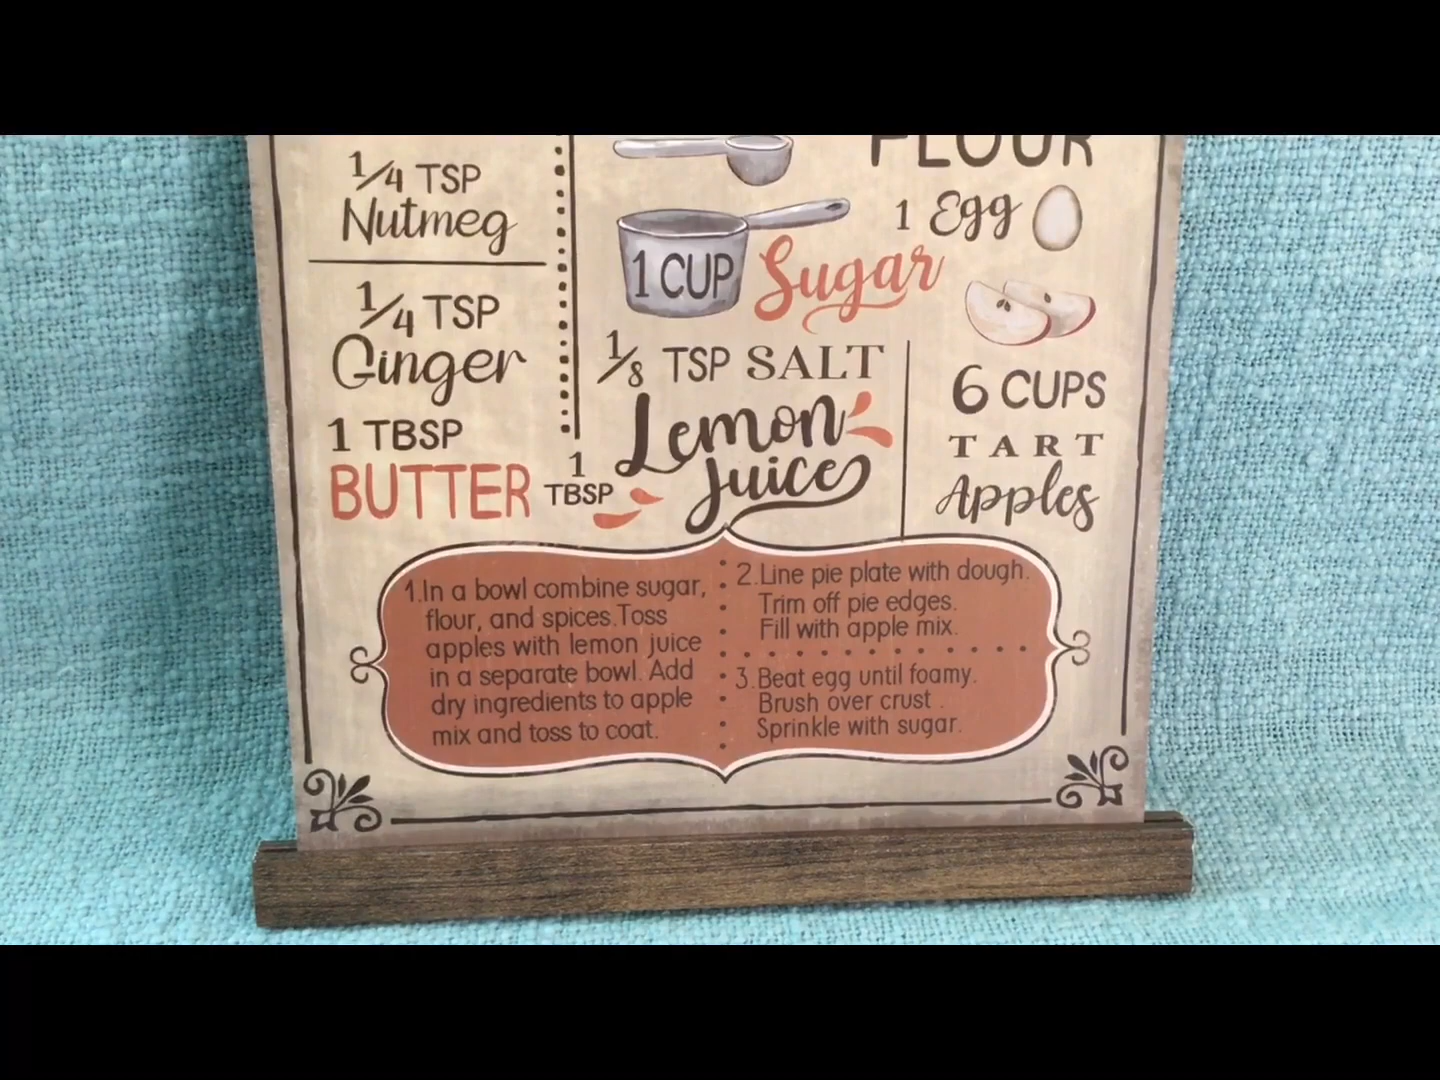 1/4 TSP
Nutmeg
1/4 TSP
Ginger
1 TBSP
BUTTER
FLOUR
1 Egg
1 CUP Sugar
1/8 TSP SALT
1 TBSP
Lemon
Juice
6 CUPS
TART
Apples
1.In a bowl combine sugar,
flour, and spices.Toss
apples with lemon juice
in a separate bowl. Add
dry ingredients to apple
mix and toss to coat.
2.Line pie plate with dough.
Trim off pie edges.
Fill with apple mix.
3.Beat egg until foamy.
Brush over crust .
Sprinkle with sugar.